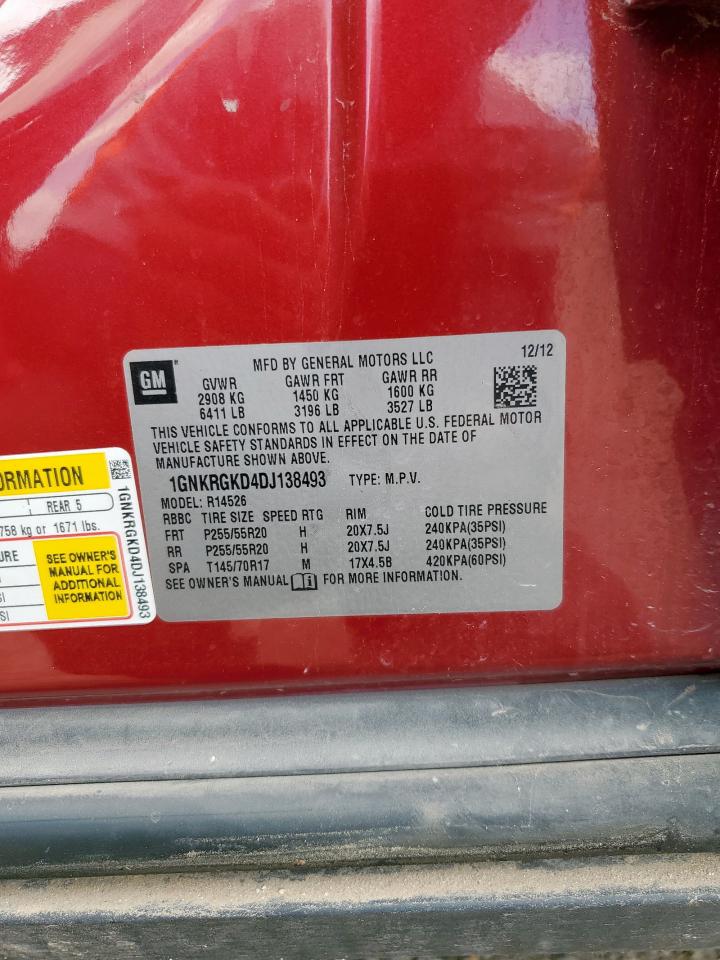 GM
MFD BY GENERAL MOTORS LLC 12/12
GVWR GAWR FRT GAWR RR
2908 KG 1450 KG 1600 KG
6411 LB 3196 LB 3527 LB
THIS VEHICLE CONFORMS TO ALL APPLICABLE U.S. FEDERAL MOTOR
VEHICLE SAFETY STANDARDS IN EFFECT ON THE DATE OF
MANUFACTURE SHOWN ABOVE.
1GNKRGKD4DJ138493 TYPE: M.P.V.
MODEL: R14526
RBBC TIRE SIZE SPEED RTG RIM COLD TIRE PRESSURE
FRT P255/55R20 H 20X7.5J 240KPA(35PSI)
RR P255/55R20 H 20X7.5J 240KPA(35PSI)
SPA T145/70R17 M 17X4.5B 420KPA(60PSI)
SEE OWNER'S MANUAL FOR MORE INFORMATION.
ORMATION
REAR 5
758 kg or 1671 lbs.
URE
SEE OWNER'S
MANUAL FOR
ADDITIONAL
INFORMATION
SI
SI
1GNKRGKD4DJ138493